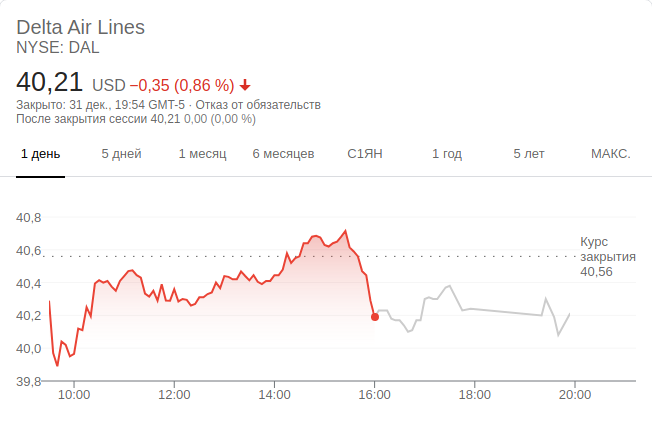 Delta Air Lines
NYSE: DAL
40,21 USD −0,35 (0,86 %)
Закрыто: 31 дек., 19:54 GMT-5 · Отказ от обязательств
После закрытия сессии 40,21 0,00 (0,00 %)
1 день 5 дней 1 месяц 6 месяцев С1ЯН 1 год 5 лет МАКС.
40,8
40,6
40,4
40,2
40,0
39,8
Курс
закрытия
40,56
10:00 12:00 14:00 16:00 18:00 20:00